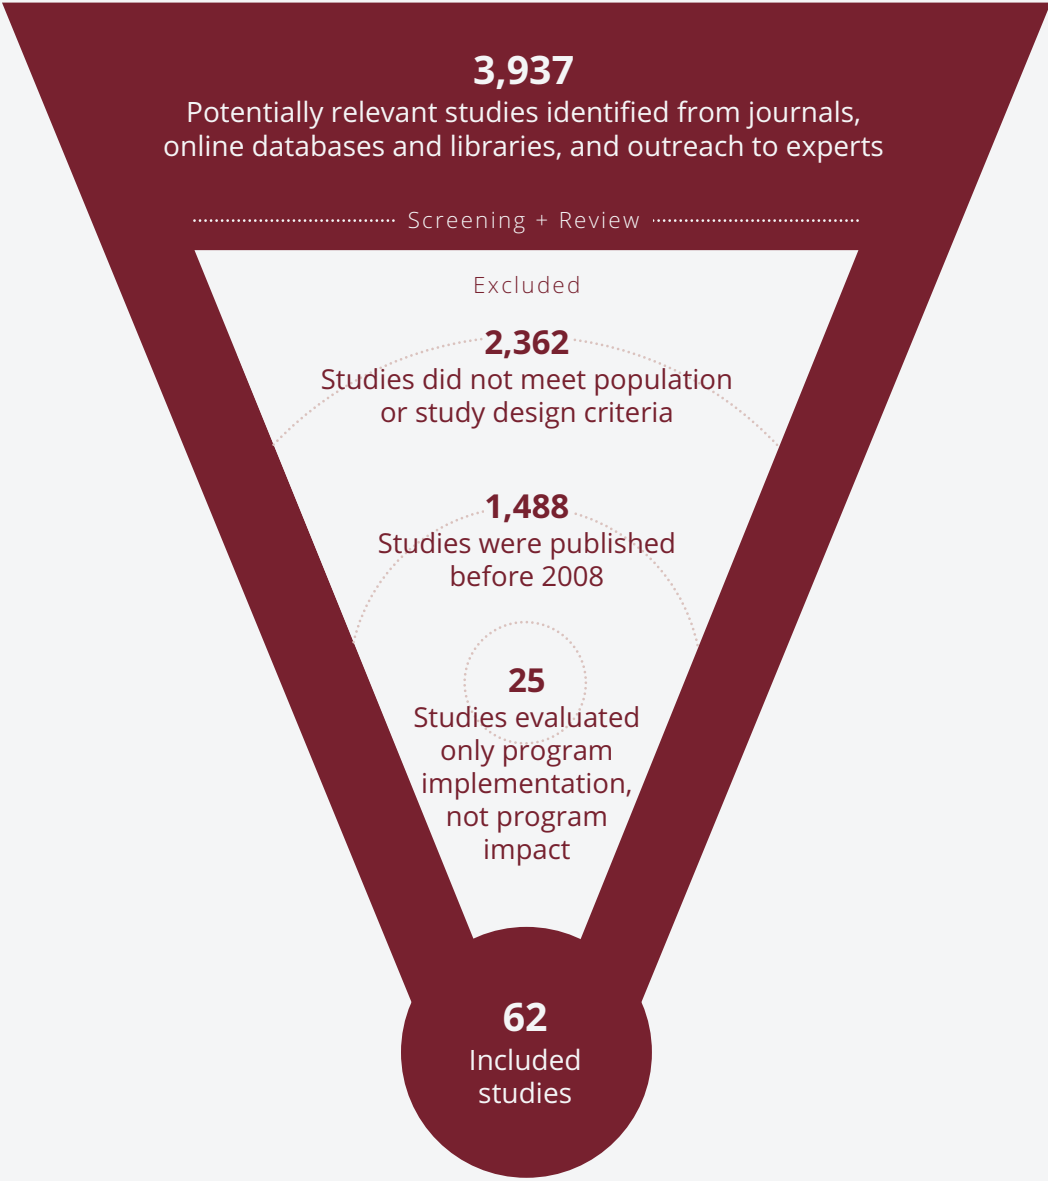 3,937
Potentially relevant studies identified from journals,
online databases and libraries, and outreach to experts
Screening + Review
Excluded
2,362
Studies did not meet population
or study design criteria
1,488
Studies were published
before 2008
25
Studies evaluated
only program
implementation,
not program
impact
62
Included
studies